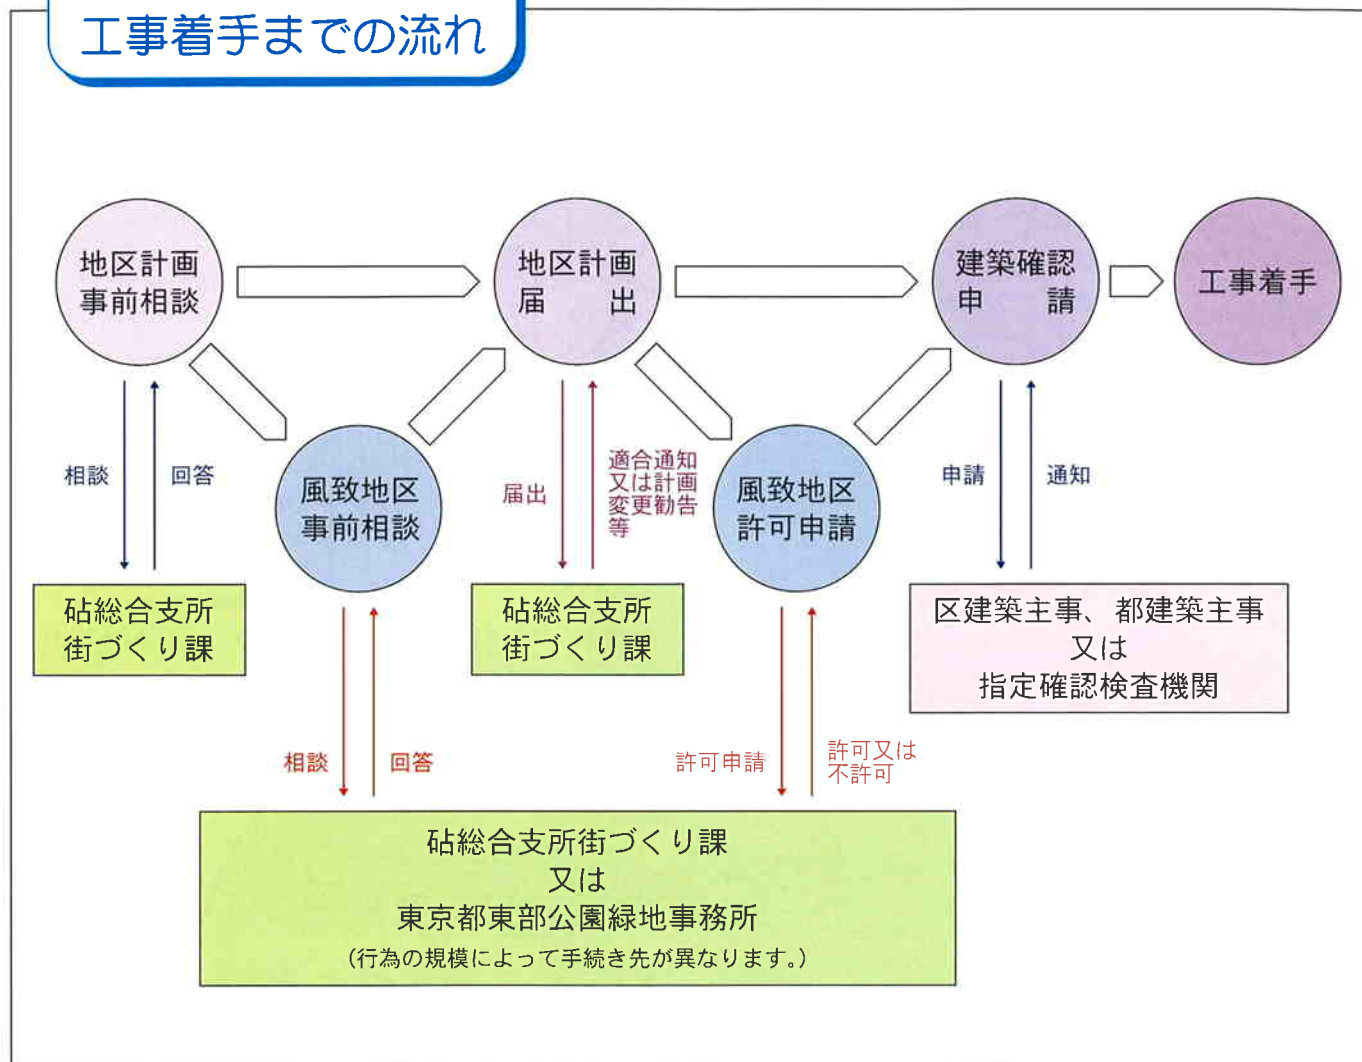 工事着手までの流れ
地区計画
事前相談
地区計画
届　　出
建築確認
申　　請
工事着手
相談
回答
風致地区
事前相談
届出
適合通知
又は計画
変更勧告
等
風致地区
許可申請
申請
通知
砧総合支所
街づくり課
砧総合支所
街づくり課
区建築主事、都建築主事
又は
指定確認検査機関
相談
回答
許可申請
許可又は
不許可
砧総合支所街づくり課
又は
東京都東部公園緑地事務所
(行為の規模によって手続き先が異なります。)